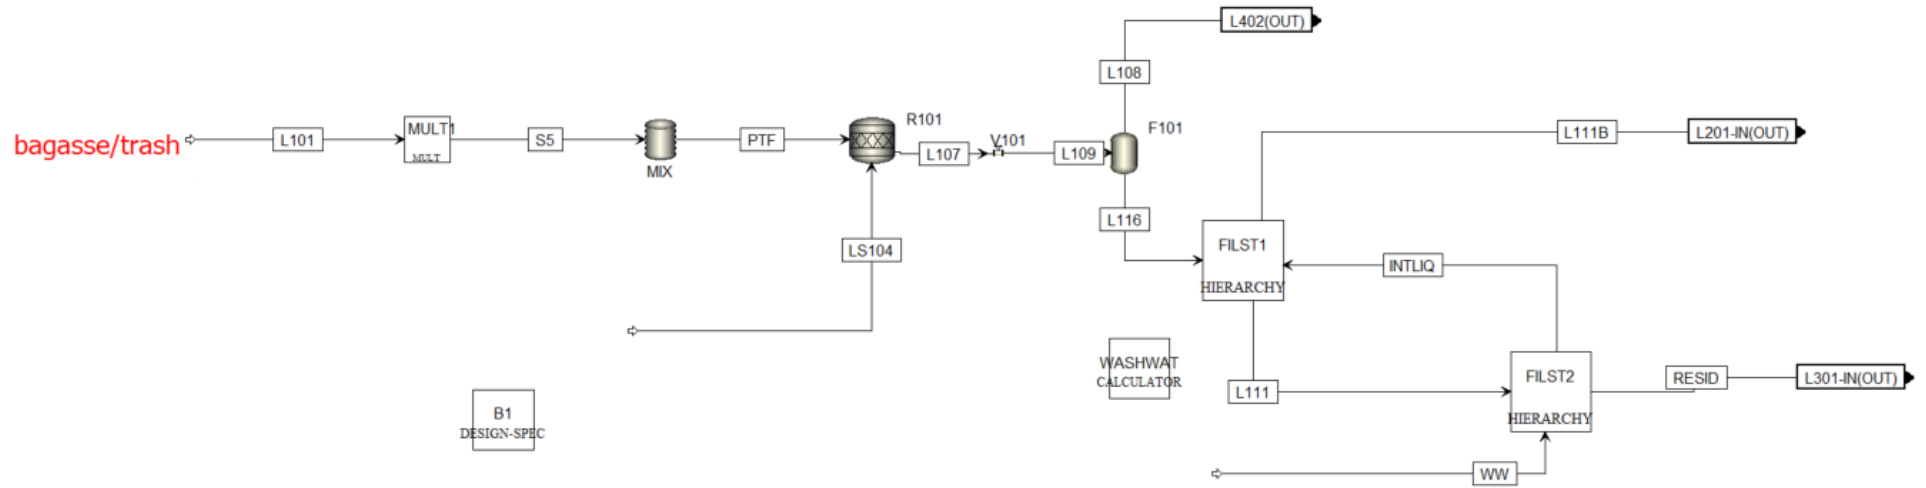 L402(OUT)
L108
bagasse/trash
L101
MULT1
MULT
S5
MIX
PTF
R101
L107
V101
L109
F101
L111B
L201-IN(OUT)
L116
LS104
FILST1
HIERARCHY
INTLIQ
WASHWAT
CALCULATOR
L111
FILST2
HIERARCHY
RESID
L301-IN(OUT)
B1
DESIGN-SPEC
WW